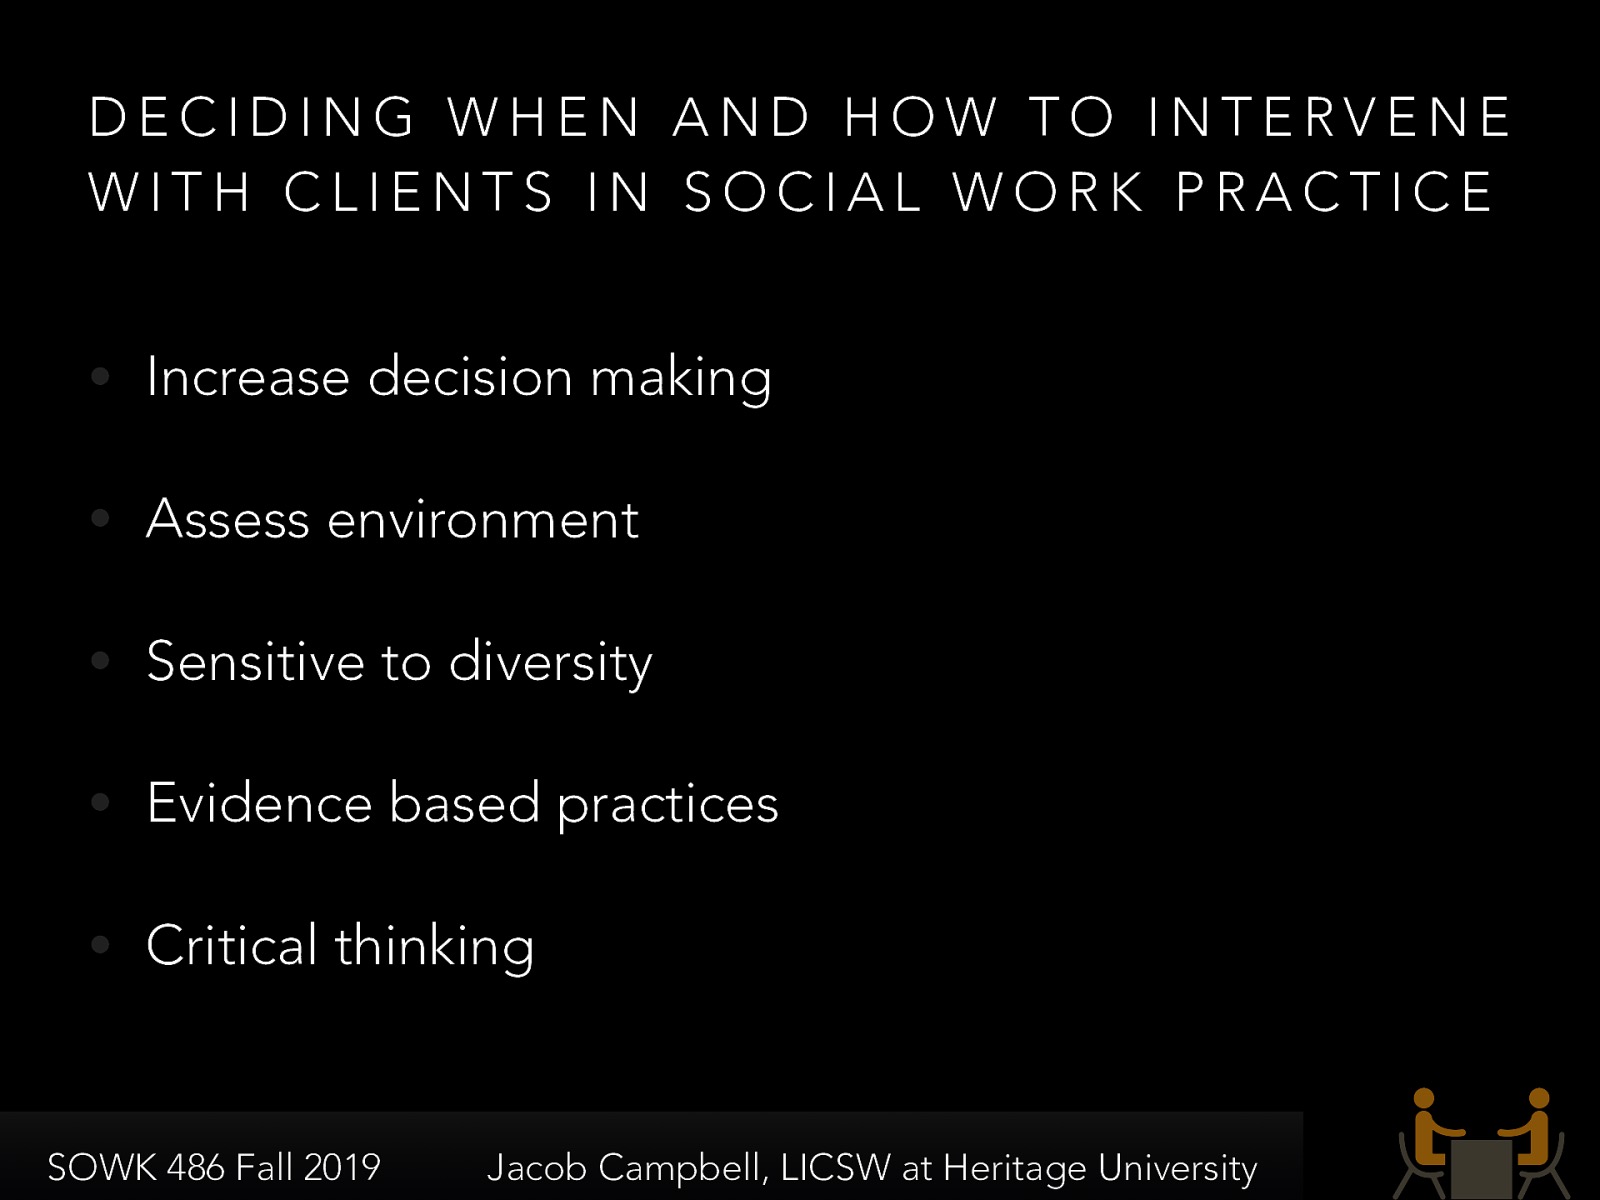 DECIDING WHEN AND HOW TO INTERVENE
WITH CLIENTS IN SOCIAL WORK PRACTICE
• Increase decision making
• Assess environment
• Sensitive to diversity
• Evidence based practices
• Critical thinking
SOWK 486 Fall 2019 Jacob Campbell, LICSW at Heritage University